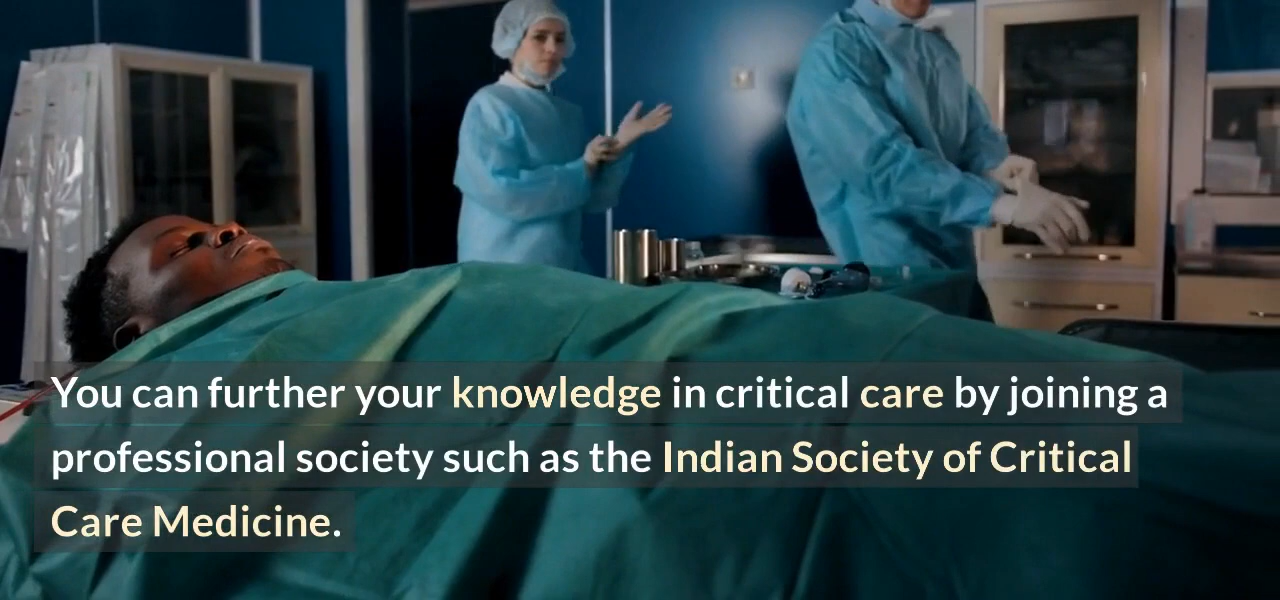 You can further your knowledge in critical care by joining a
professional society such as the Indian Society of Critical
Care Medicine.